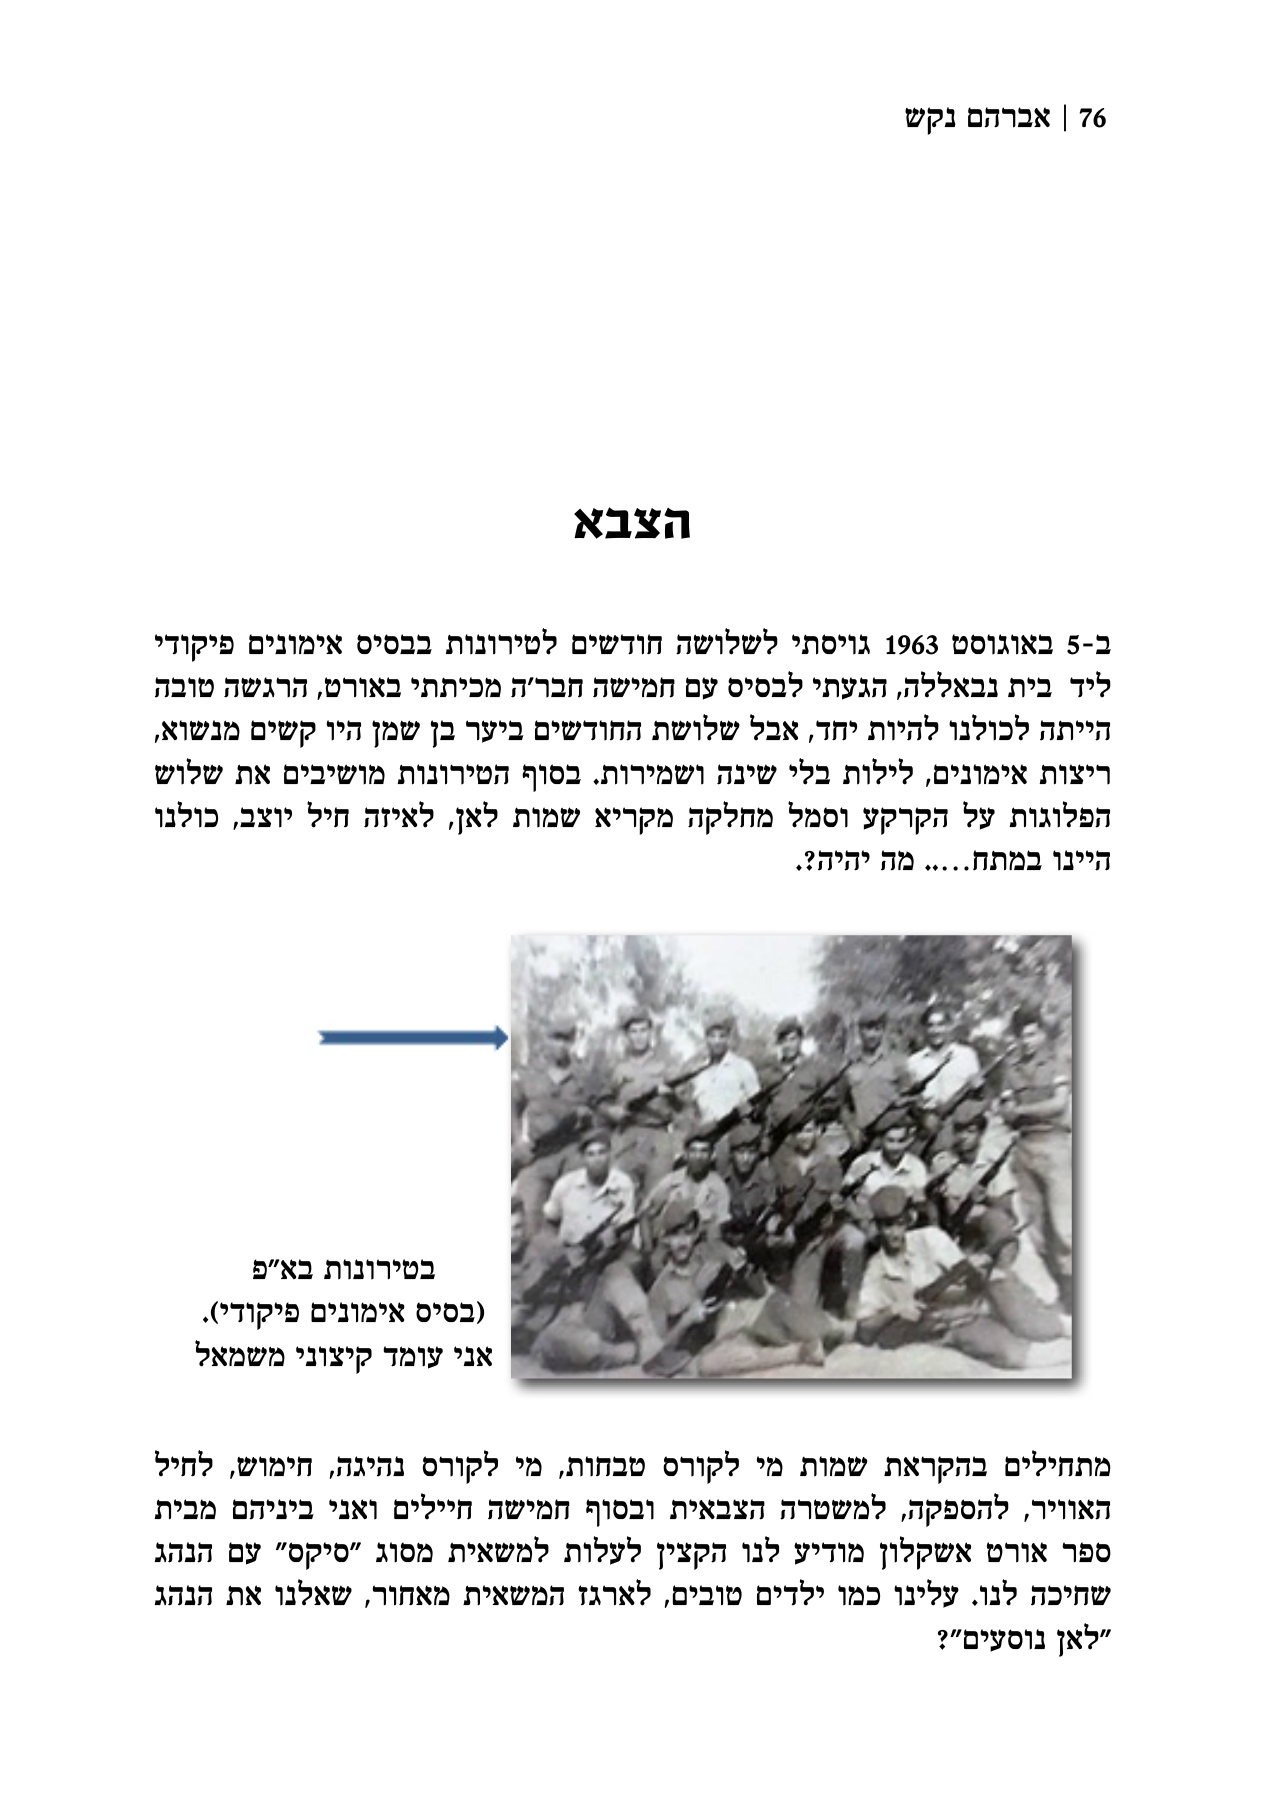 76 | אברהם נקש
הצבא
ב-5 באוגוסט 1963 גויסתי לשלושה חודשים לטירונות בבסיס אימונים פיקודי
ליד בית נבאללה, הגעתי לבסיס עם חמישה חבר'ה מכיתתי באורט, הרגשה טובה
הייתה לכולנו להיות יחד, אבל שלושת החודשים ביער בן שמן היו קשים מנשוא,
ריצות אימונים, לילות בלי שינה ושמירות. בסוף הטירונות מושיבים את שלוש
הפלוגות על הקרקע וסמל מחלקה מקריא שמות לאן, לאיזה חיל יוצב, כולנו
היינו במתח..... מה יהיה?.
בטירונות בא"פ
(בסיס אימונים פיקודי).
אני עומד קיצוני משמאל
מתחילים בהקראת שמות מי לקורס טבחות, מי לקורס נהיגה, חימוש, לחיל
האוויר, להספקה, למשטרה הצבאית ובסוף חמישה חיילים ואני ביניהם מבית
ספר אורט אשקלון מודיע לנו הקצין לעלות למשאית מסוג "סיקס" עם הנהג
שחיכה לנו. עלינו כמו ילדים טובים, לארגז המשאית מאחור, שאלנו את הנהג
"לאן נוסעים"?